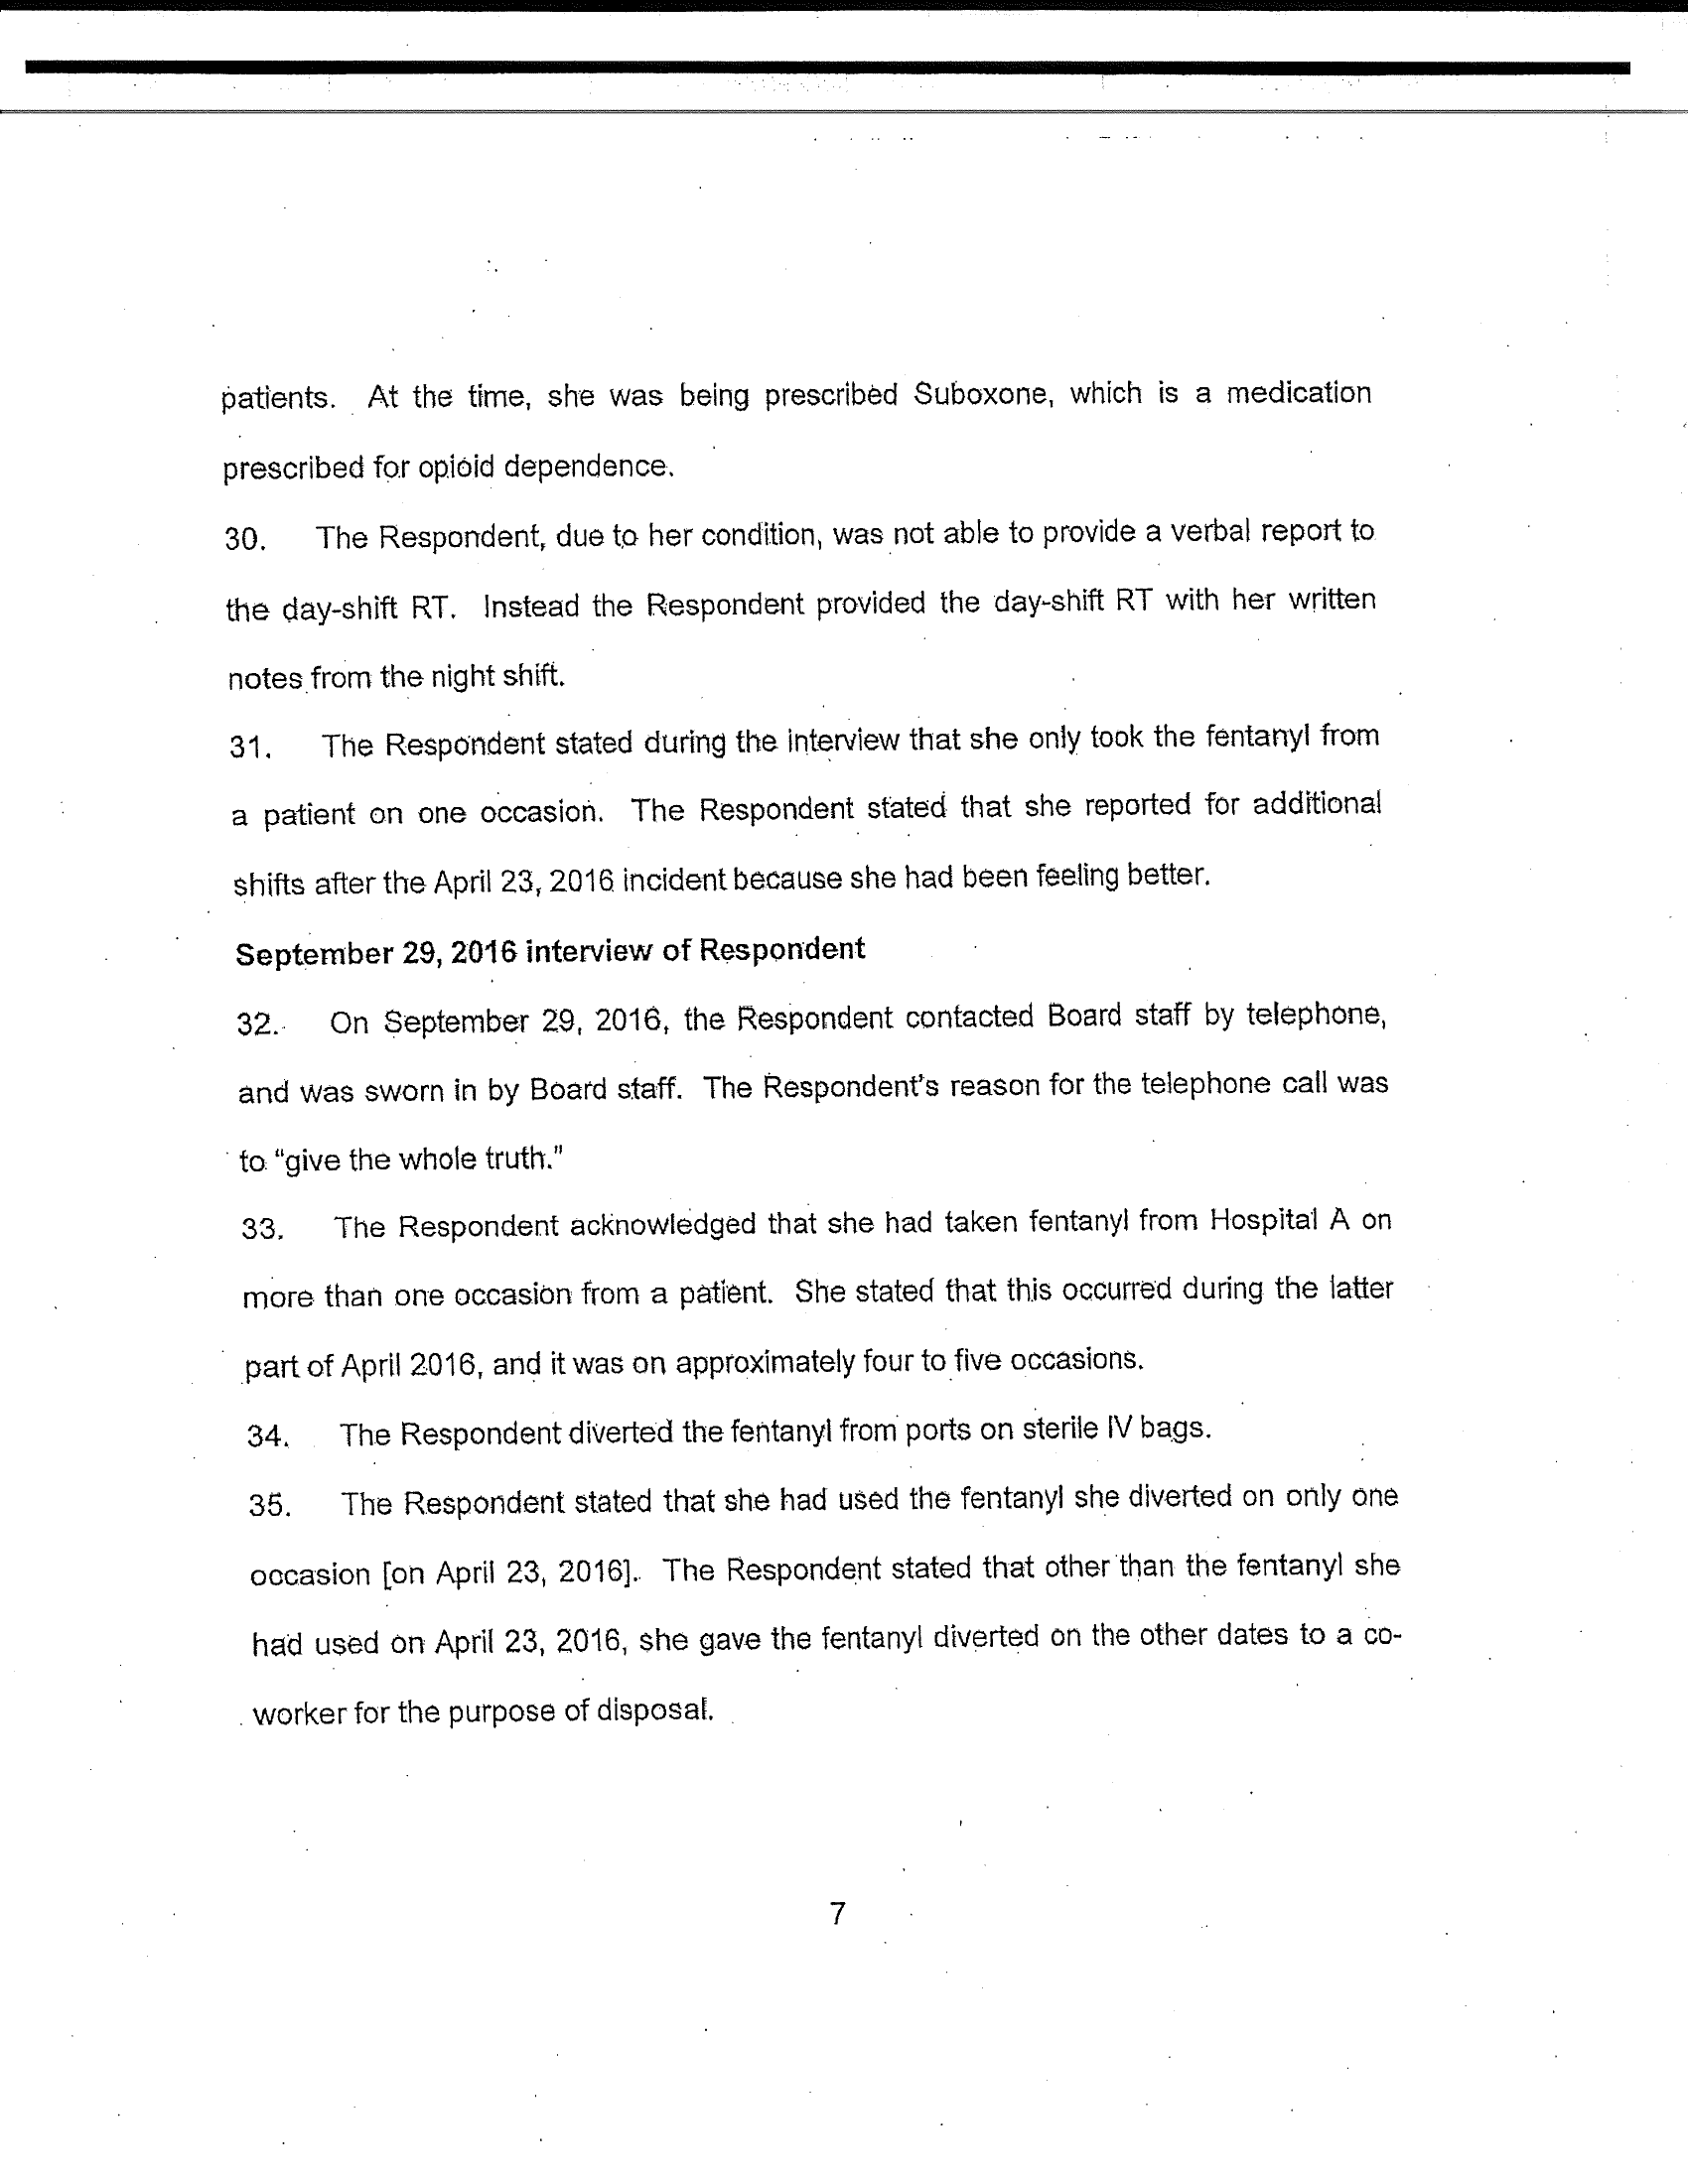 patients. At the time, she was being prescribed Suboxone, which is a medication
prescribed for opioid dependence.
30. The Respondent, due to her condition, was not able to provide a verbal report to
the day-shift RT. Instead the Respondent provided the day-shift RT with her written
notes from the night shift.
31. The Respondent stated during the interview that she only took the fentanyl from
a patient on one occasion. The Respondent stated that she reported for additional
shifts after the April 23, 2016 incident because she had been feeling better.
September 29, 2016 interview of Respondent
32. On September 29, 2016, the Respondent contacted Board staff by telephone,
and was sworn in by Board staff. The Respondent's reason for the telephone call was
to "give the whole truth."
33. The Respondent acknowledged that she had taken fentanyl from Hospital A on
more than one occasion from a patient. She stated that this occurred during the latter
part of April 2016, and it was on approximately four to five occasions.
34. The Respondent diverted the fentanyl from ports on sterile IV bags.
35. The Respondent stated that she had used the fentanyl she diverted on only one
occasion [on April 23, 2016]. The Respondent stated that other than the fentanyl she
had used on April 23, 2016, she gave the fentanyl diverted on the other dates to a co-
worker for the purpose of disposal.
7